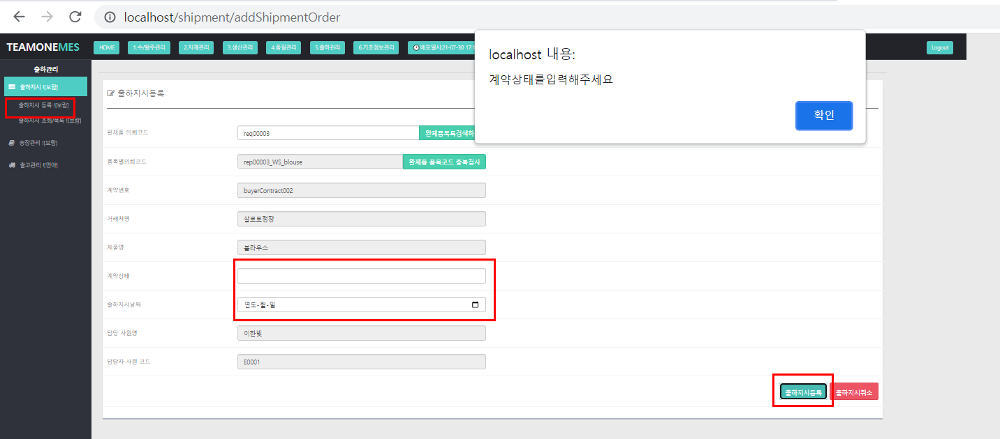 localhost/shipment/addShipmentOrder
TEAMONEMES
HOME
1.수/발주관리
2.자재관리
3.생산관리
4.품질관리
5.출하관리
6.기초정보관리
배포일시:21-07-30 17:1
Logout
localhost 내용:
계약상태를입력해주세요
확인
출하관리
출하지시 ![보람]
출하지시 등록 ![보람]
출하지시 조회/목록 ![보람]
송장관리 ![보람]
출고관리 ![민아]
출하지시등록
완제품 의뢰코드
req00003
완제품목록검색하
품목별의뢰코드
rep00003_WS_blouse
완제품 품목코드 중복검사
계약번호
buyerContract002
거래처명
살로토정장
제품명
블라우스
계약상태
출하지시날짜
연도-월-일
담당 사원명
이한빛
담당자 사원 코드
E0001
출하지시등록
출하지시취소